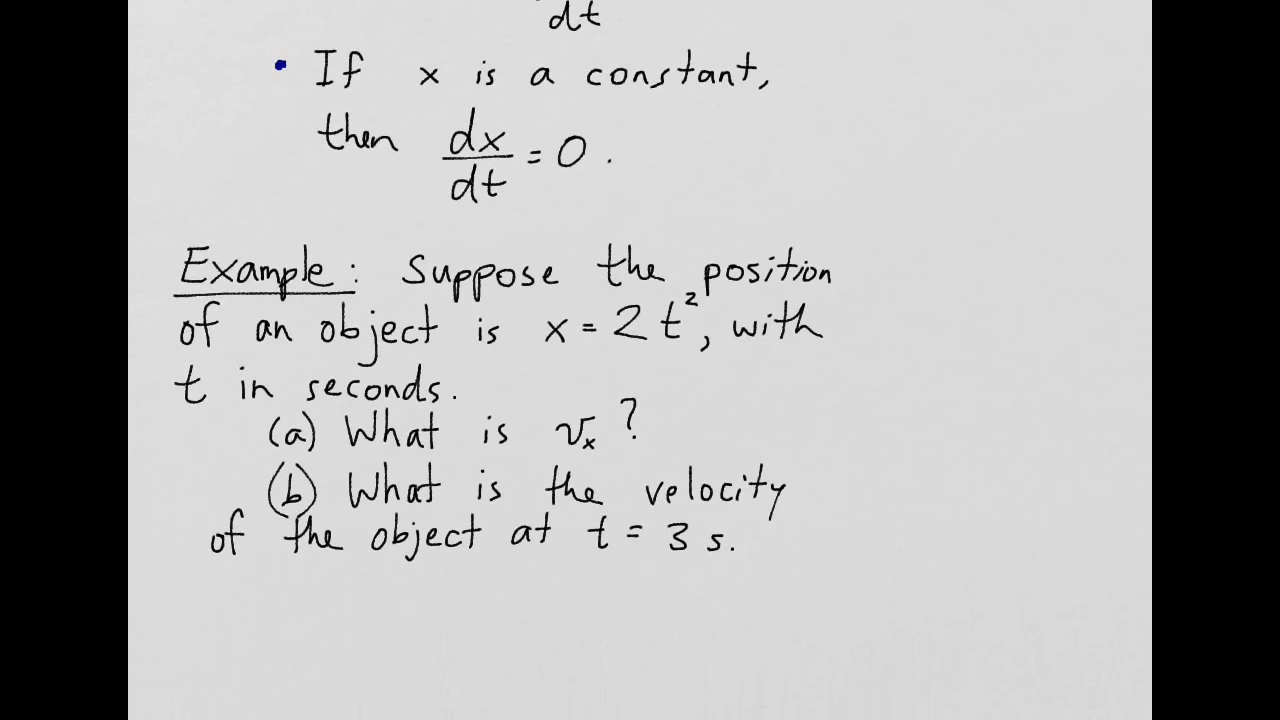 dt
• If x is a constant,
then dx/dt = 0.
Example: Suppose the position
of an object is x = 2t², with
t in seconds.
(a) What is vₓ?
(b) What is the velocity
of the object at t = 3 s.